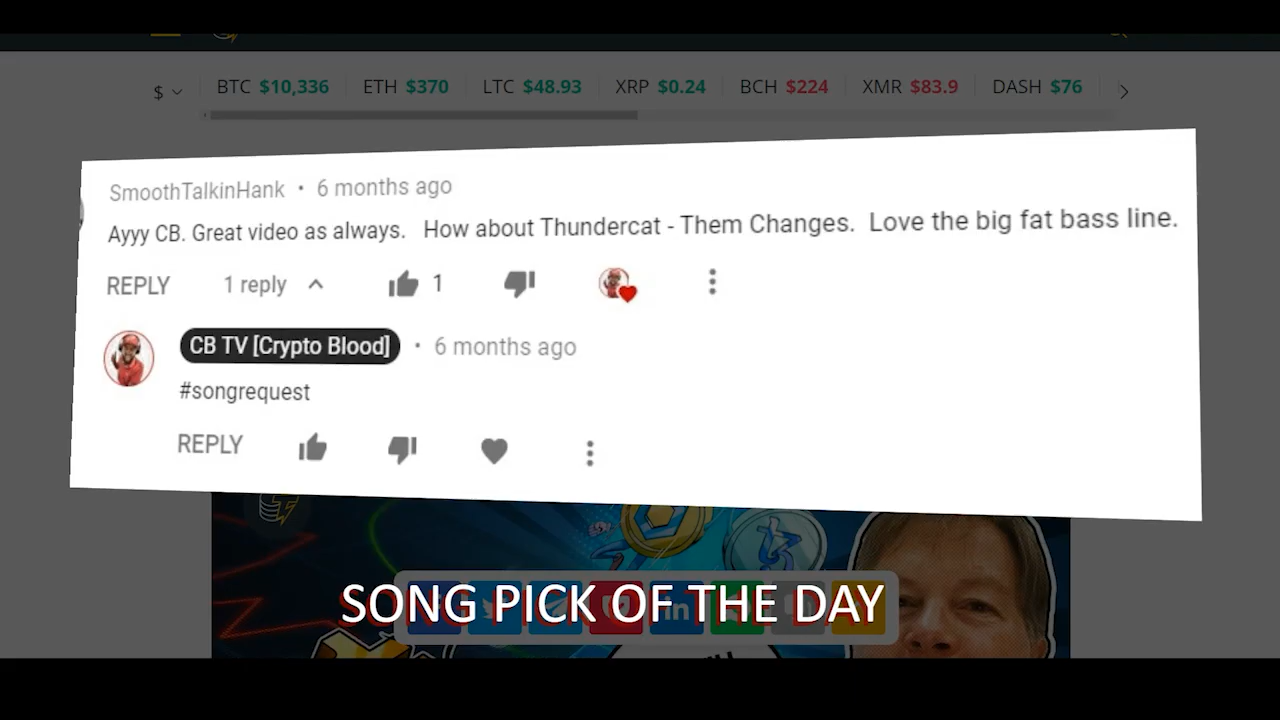 $ BTC $10,336 ETH $370 LTC $48.93 XRP $0.24 BCH $224 XMR $83.9 DASH $76
SmoothTalkinHank • 6 months ago
Ayyy CB. Great video as always. How about Thundercat - Them Changes. Love the big fat bass line.
REPLY 1 reply 1
CB TV [Crypto Blood] • 6 months ago
#songrequest
REPLY
SONG PICK OF THE DAY